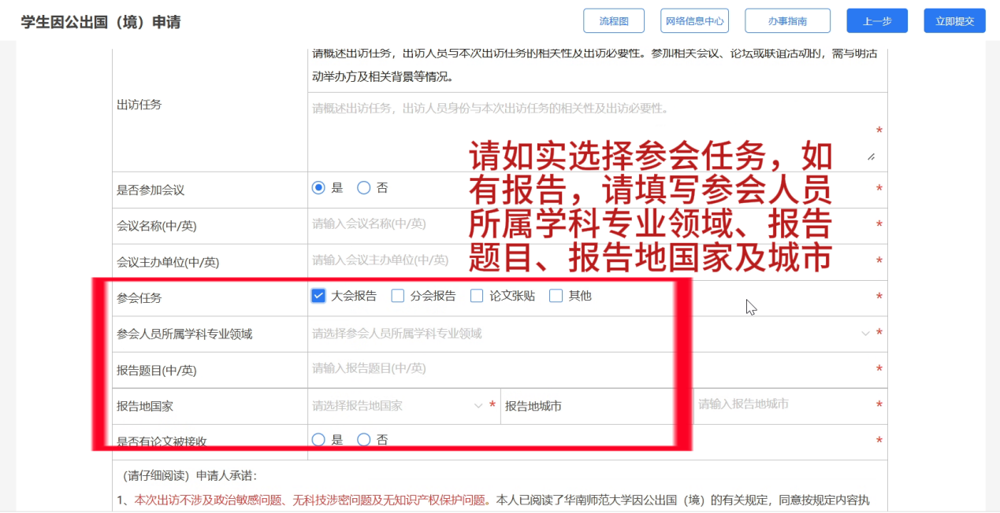 学生因公出国（境）申请
流程图
网络信息中心
办事指南
上一步
立即提交
请概述出访任务，出访人员与本次出访任务的相关性及出访必要性。参加相关会议、论坛或联谊活动的，需写明活
动举办方及相关背景等情况。
出访任务
请概述出访任务，出访人员身份与本次出访任务的相关性及出访必要性。
*
请如实选择参会任务，如
有报告，请填写参会人员
所属学科专业领域、报告
题目、报告地国家及城市
是否参加会议
是 否
*
会议名称(中/英)
请输入会议名称(中/英)
*
会议主办单位(中/英)
请输入会议主办单位(中/英)
*
参会任务
大会报告 分会报告 论文张贴 其他
*
参会人员所属学科专业领域
请选择参会人员所属学科专业领域
*
报告题目(中/英)
请输入报告题目(中/英)
*
报告地国家
请选择报告地国家
*
报告地城市
请输入报告地城市
*
是否有论文被接收
是 否
*
（请仔细阅读）申请人承诺：
1、本次出访不涉及政治敏感问题、无科技涉密问题及无知识产权保护问题。本人已阅读了华南师范大学因公出国（境）的有关规定，同意按规定内容执